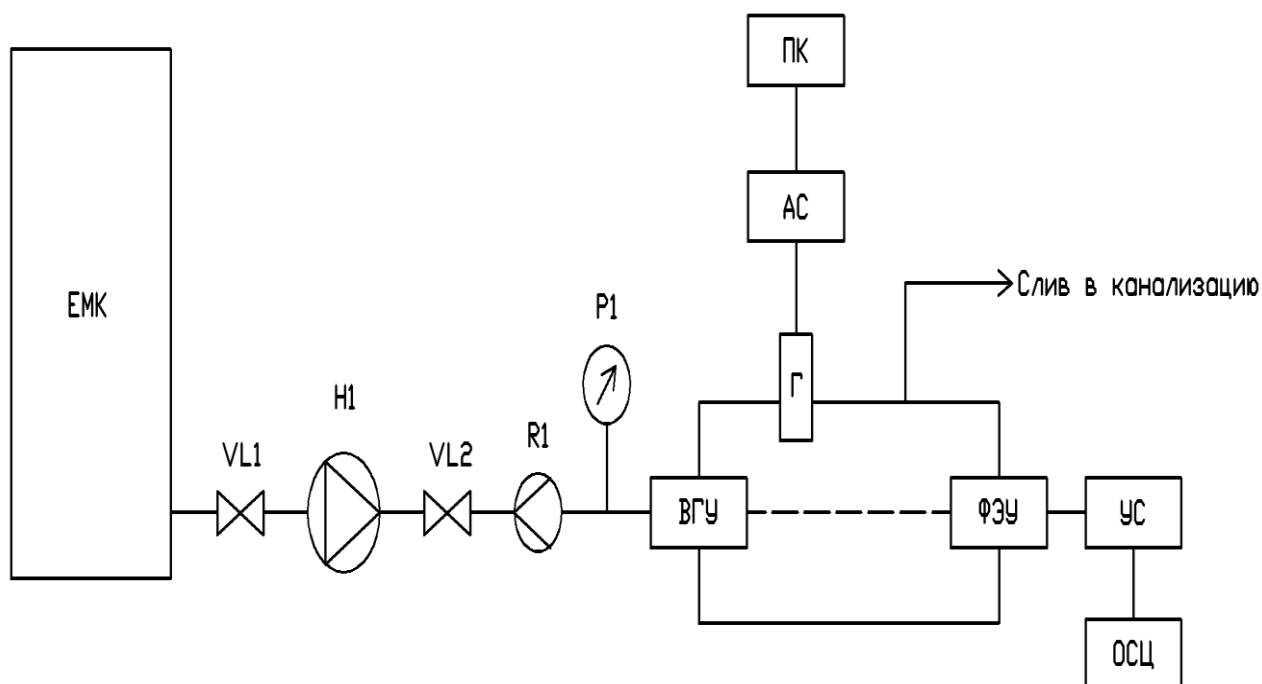 ПК
АС
Слив в канализацию
ЕМК
Р1
Г
Н1
R1
VL1
VL2
ВГУ
ФЭУ
УС
ОСЦ